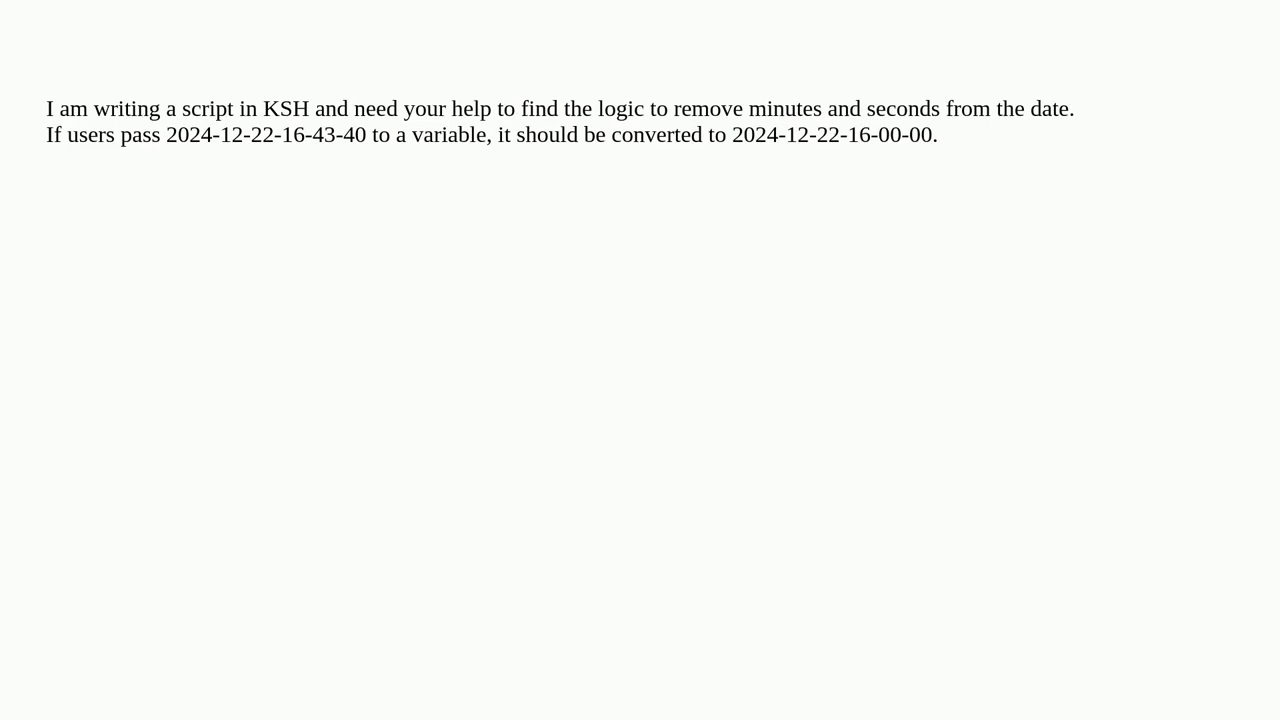 I am writing a script in KSH and need your help to find the logic to remove minutes and seconds from the date.
If users pass 2024-12-22-16-43-40 to a variable, it should be converted to 2024-12-22-16-00-00.